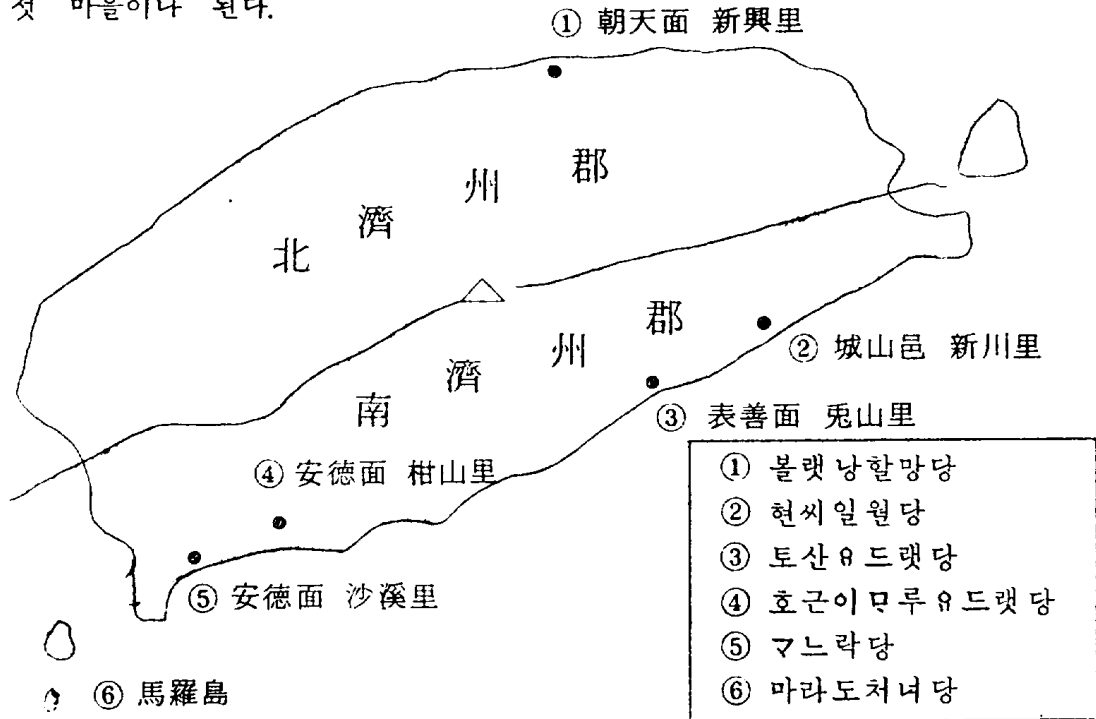 셋 마을이나 된다.
① 朝天面 新興里
北濟州郡
南濟州郡
② 城山邑 新川里
③ 表善面 兎山里
④ 安德面 柑山里
⑤ 安德面 沙溪里
⑥ 馬羅島
① 볼랫낭할망당
② 현씨일원당
③ 토산ᄋᆢ드랫당
④ 호근이ᄆᆞ루ᄋᆢ드랫당
⑤ ᄀᆞ느락당
⑥ 마라도처녀당